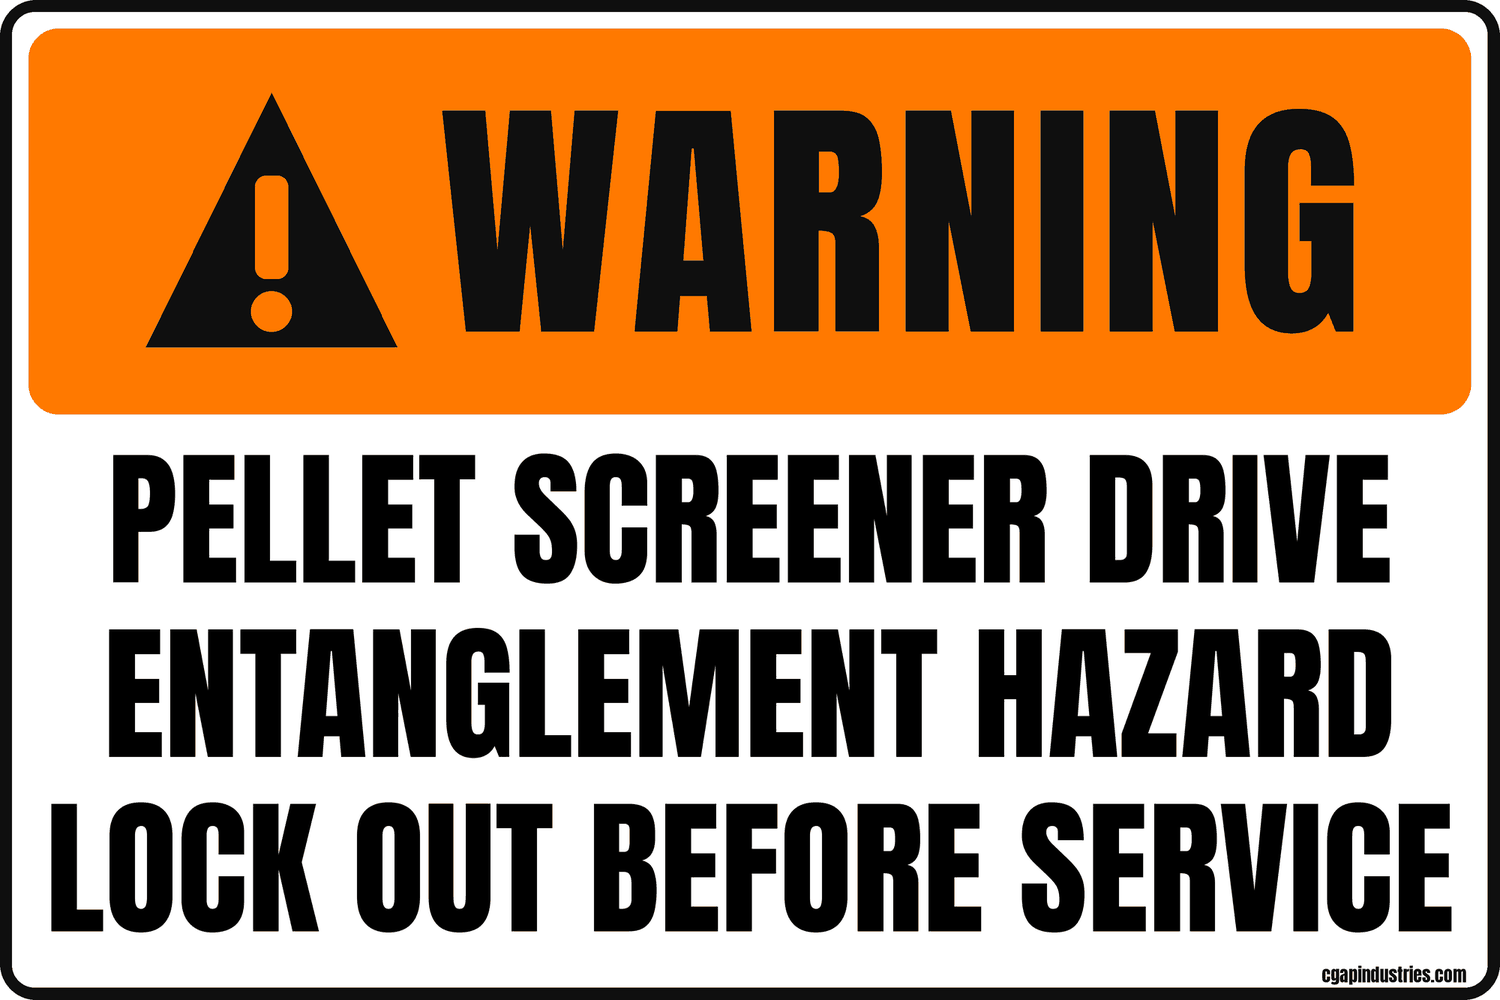 WARNING
PELLET SCREENER DRIVE
ENTANGLEMENT HAZARD
LOCK OUT BEFORE SERVICE
cgapindustries.com